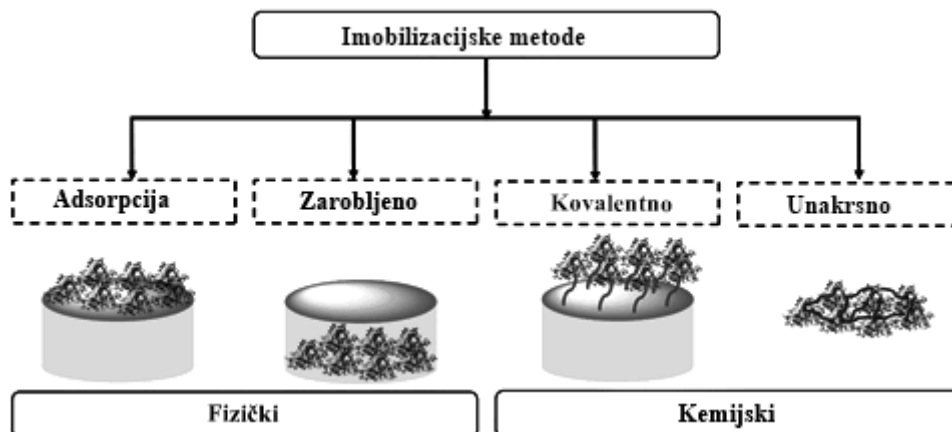 Imobilizacijske metode
Adsorpcija
Zarobljeno
Kovalentno
Unakrsno
Fizički
Kemijski